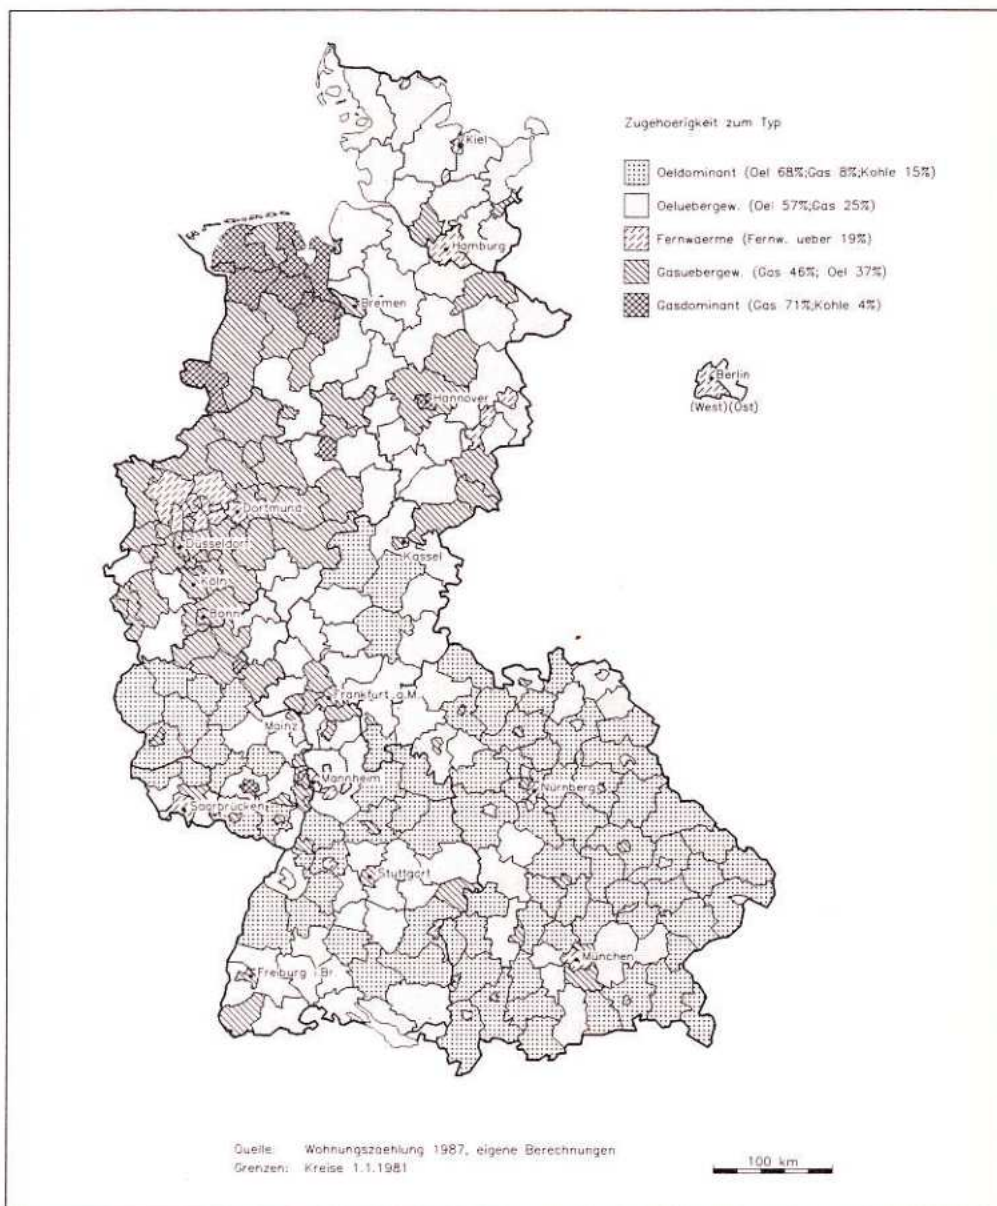 Zugehoerigkeit zum Typ
Oeldominant (Oel 68%;Gas 8%;Kohle 15%)
Oeluebergew. (Oel 57%;Gas 25%)
Fernwaerme (Fernw. ueber 19%)
Gasuebergew. (Gas 46%; Oel 37%)
Gasdominant (Gas 71%;Kohle 4%)
Kiel
Hamburg
Bremen
Berlin
(West)(Ost)
Hannover
Dortmund
Düsseldorf
Kassel
Köln
Bonn
Frankfurt a.M.
Mainz
Mannheim
Nürnberg
Saarbrücken
Stuttgart
München
Freiburg i.Br.
Quelle: Wohnungszaehlung 1987, eigene Berechnungen
Grenzen: Kreise 1.1.1981
100 km